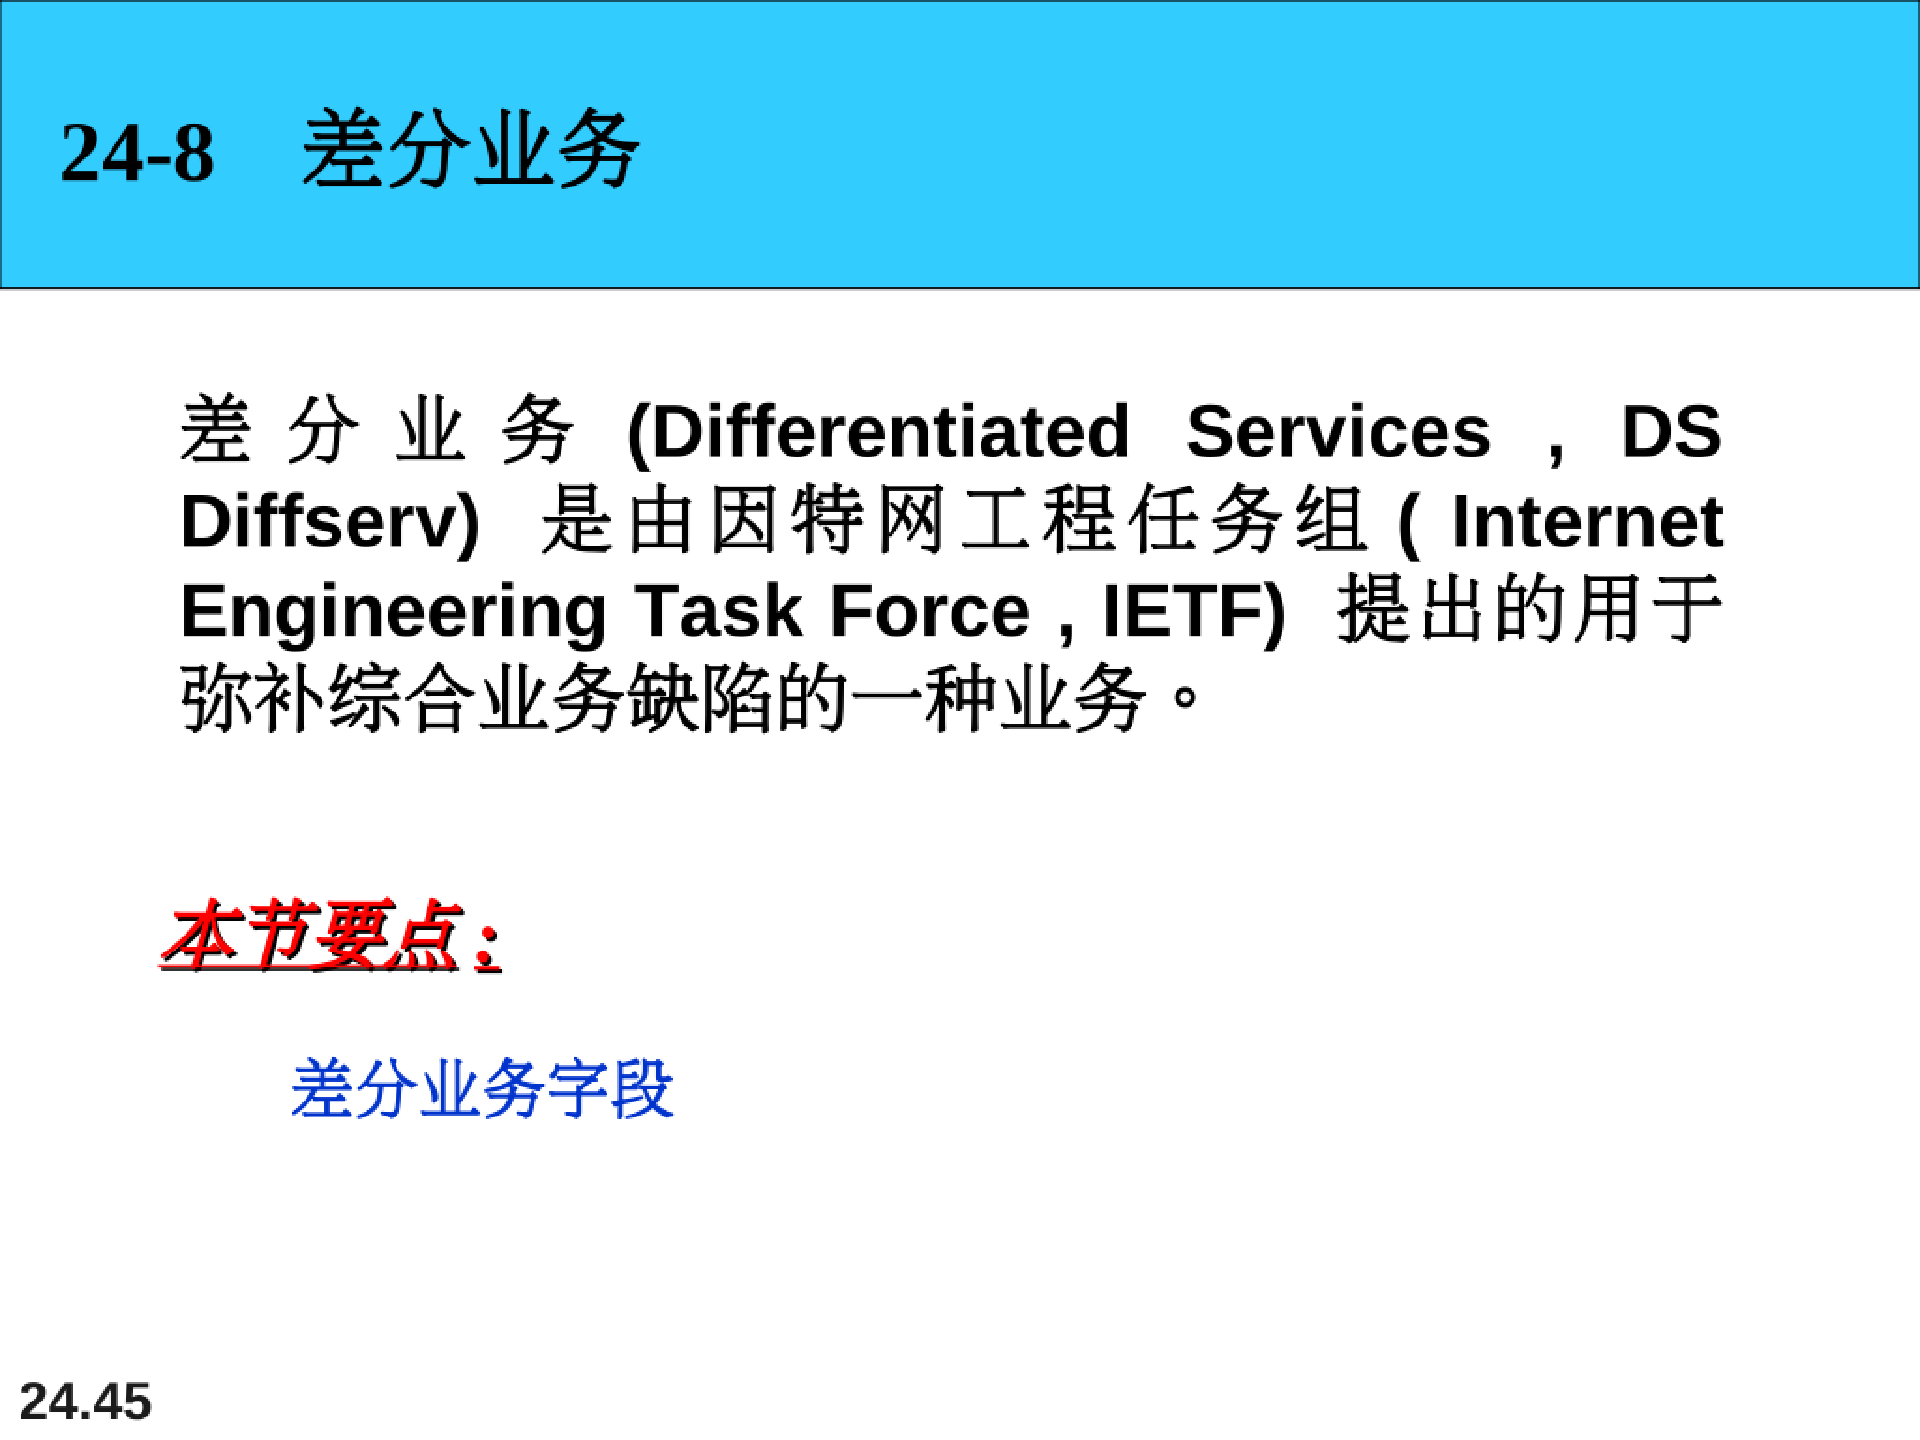 24-8 差分业务
差分业务 (Differentiated Services , DS
Diffserv) 是由因特网工程任务组 ( Internet
Engineering Task Force , IETF) 提出的用于
弥补综合业务缺陷的一种业务。
本节要点 :
差分业务字段
24.45